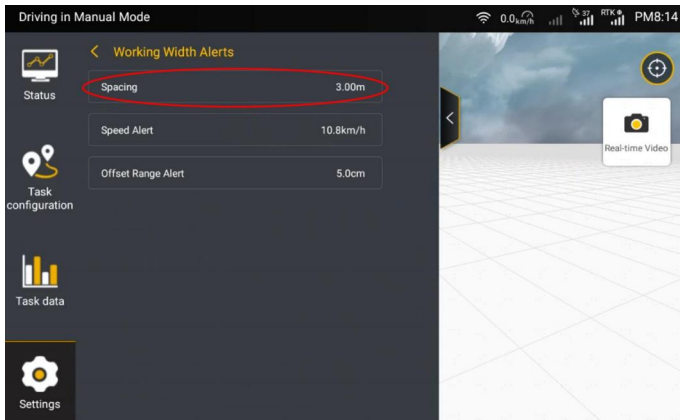 Driving in Manual Mode
0.0km/h
37
RTK
PM8:14
Status
Working Width Alerts
Spacing 3.00m
Speed Alert 10.8km/h
Offset Range Alert 5.0cm
Real-time Video
Task
configuration
Task data
Settings